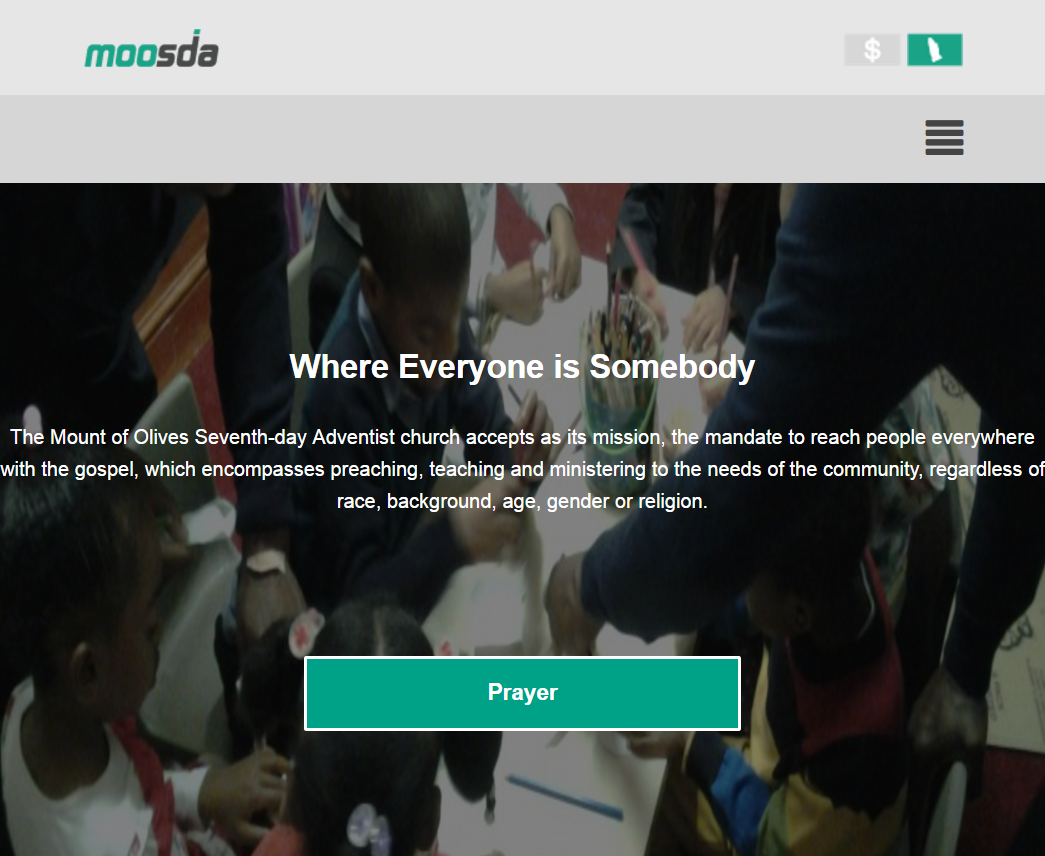 moosda
$
Where Everyone is Somebody
The Mount of Olives Seventh-day Adventist church accepts as its mission, the mandate to reach people everywhere
with the gospel, which encompasses preaching, teaching and ministering to the needs of the community, regardless of
race, background, age, gender or religion.
Prayer